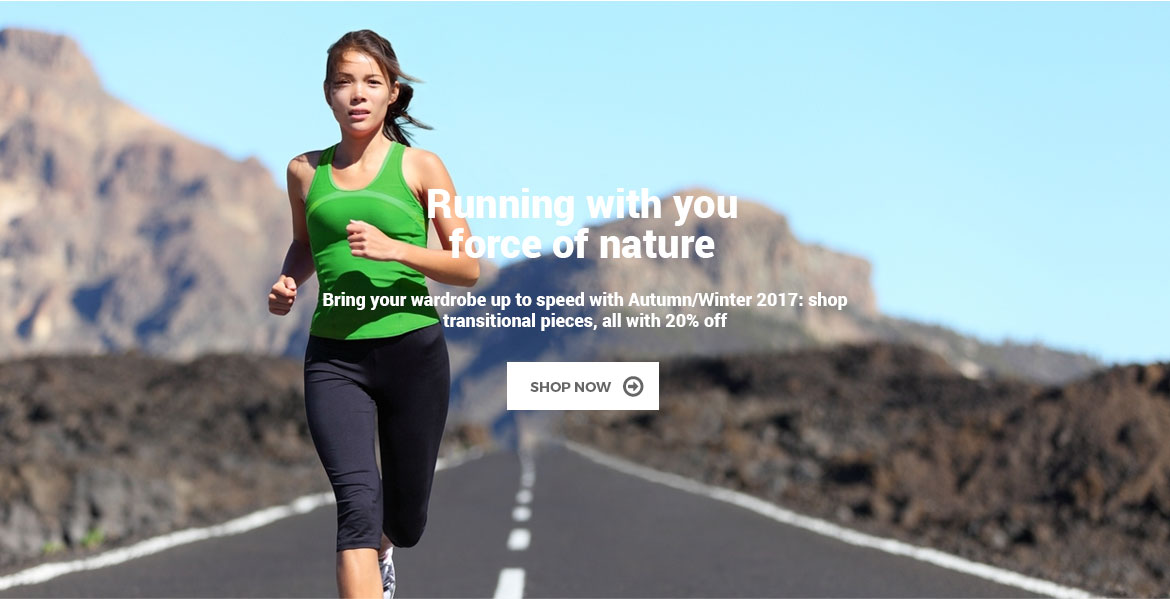 Running with you
force of nature
Bring your wardrobe up to speed with Autumn/Winter 2017: shop
transitional pieces, all with 20% off
SHOP NOW